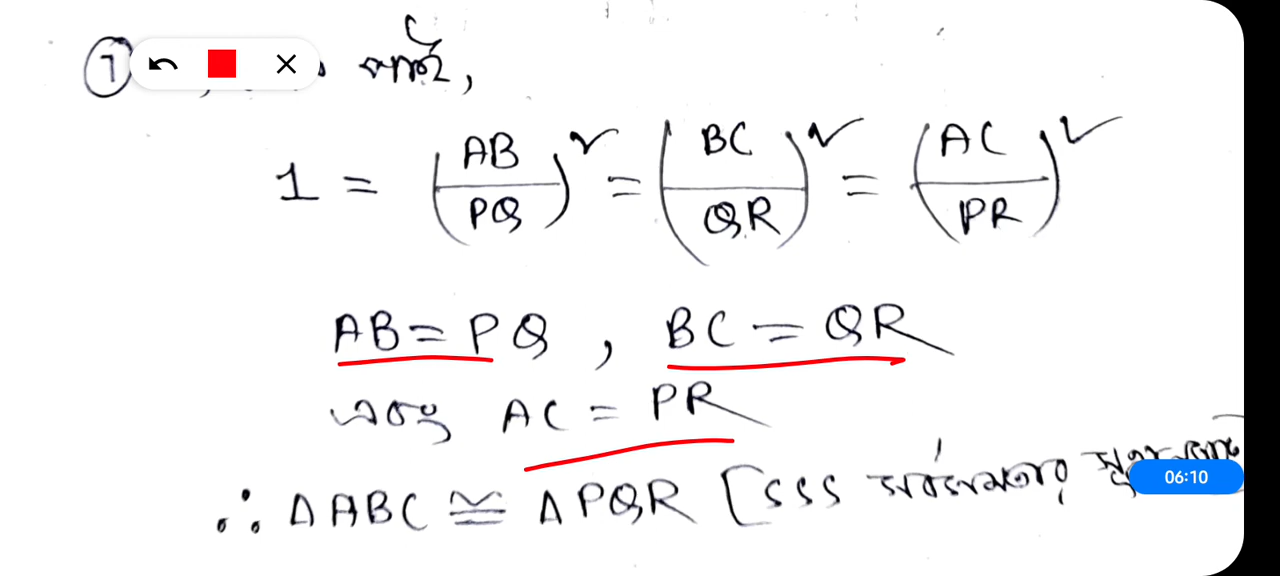 ① পাই,
1 = (AB/PQ)² = (BC/QR)² = (AC/PR)²
AB = PQ , BC = QR
এবং AC = PR
∴ ΔABC ≅ ΔPQR [SSS সর্বসমতার
06:10